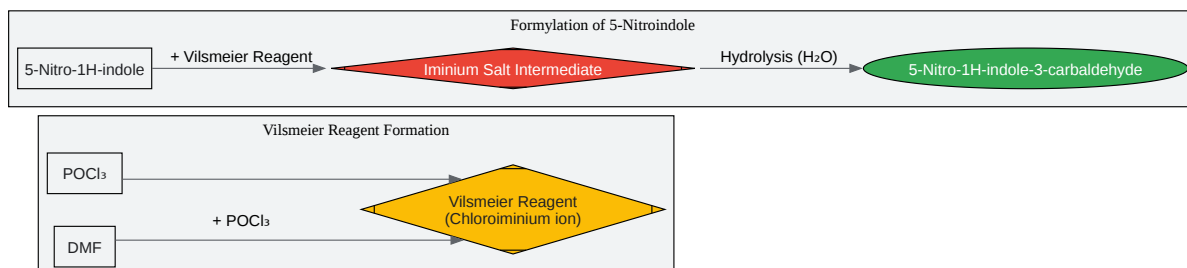 Formylation of 5-Nitroindole
5-Nitro-1H-indole
+ Vilsmeier Reagent
Iminium Salt Intermediate
Hydrolysis (H₂O)
5-Nitro-1H-indole-3-carbaldehyde
Vilsmeier Reagent Formation
POCl₃
DMF
+ POCl₃
Vilsmeier Reagent
(Chloroiminium ion)